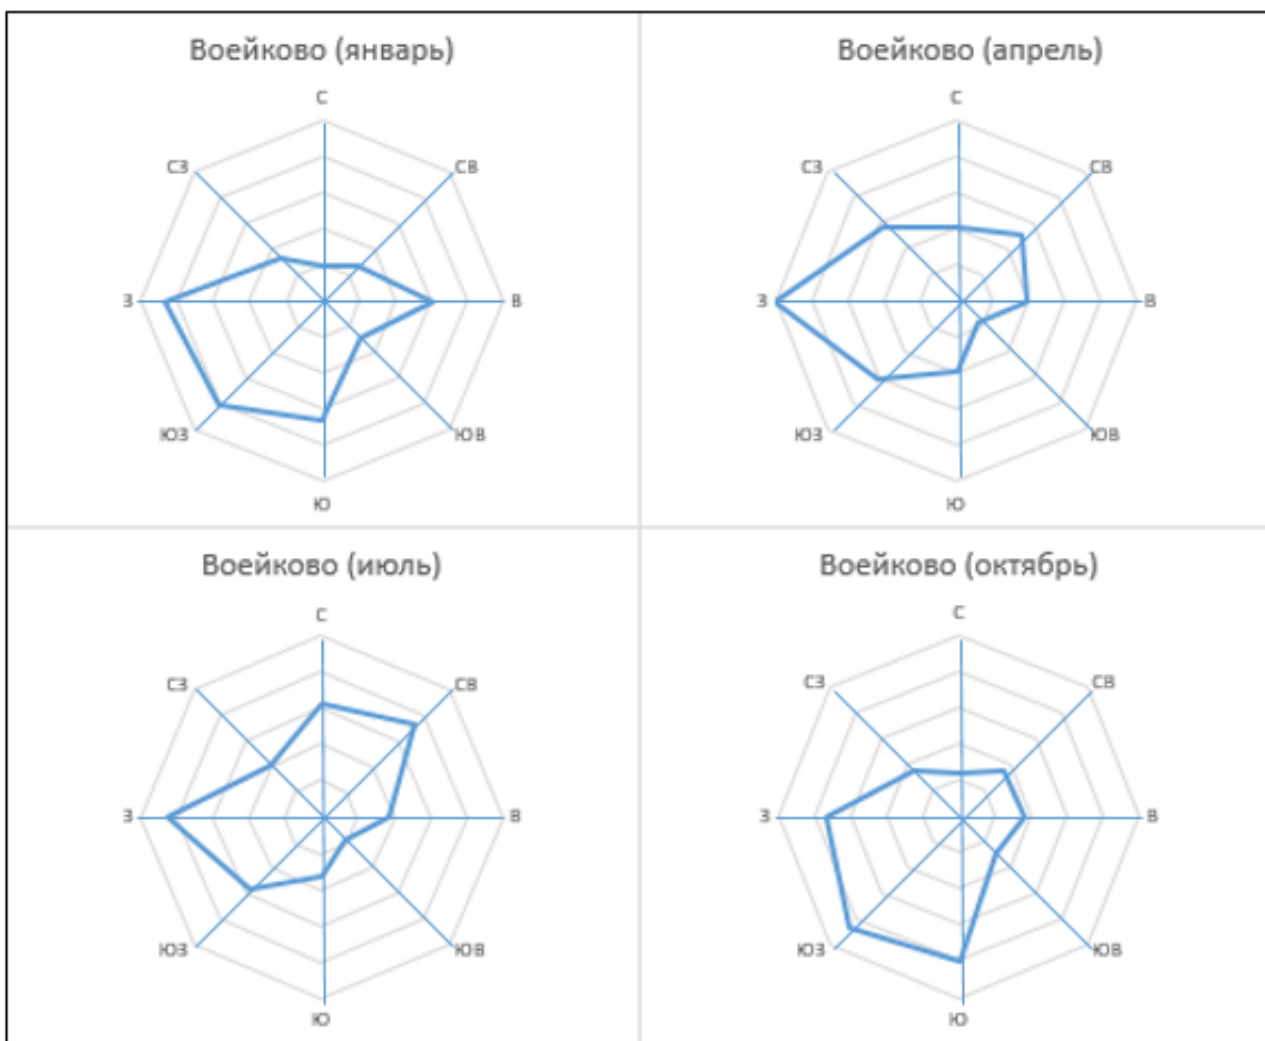 Воейково (январь)
С
СЗ
СВ
З
В
ЮЗ
ЮВ
Ю
Воейково (апрель)
С
СЗ
СВ
З
В
ЮЗ
ЮВ
Ю
Воейково (июль)
С
СЗ
СВ
З
В
ЮЗ
ЮВ
Ю
Воейково (октябрь)
С
СЗ
СВ
З
В
ЮЗ
ЮВ
Ю